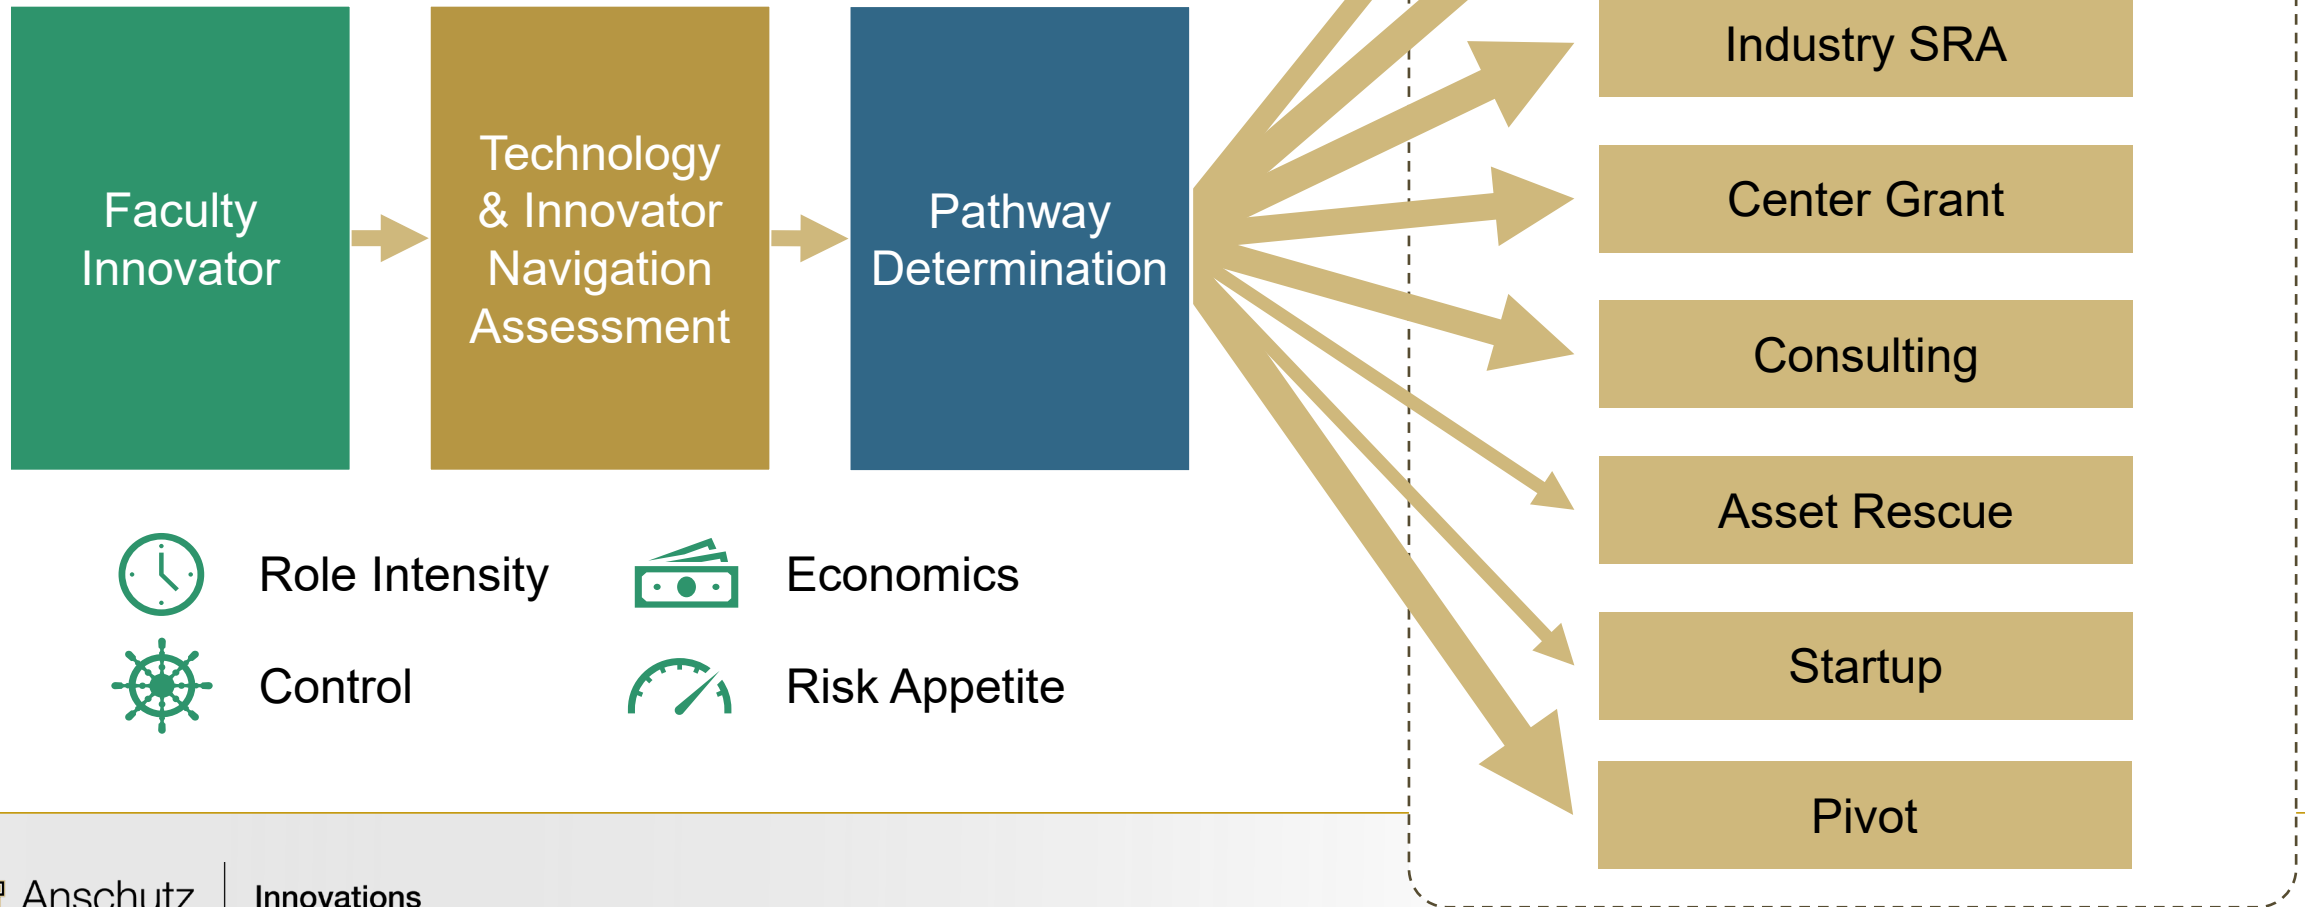 Faculty
Innovator
Technology
& Innovator
Navigation
Assessment
Pathway
Determination
Role Intensity
Economics
Control
Risk Appetite
Industry SRA
Center Grant
Consulting
Asset Rescue
Startup
Pivot
Anschutz
Innovations